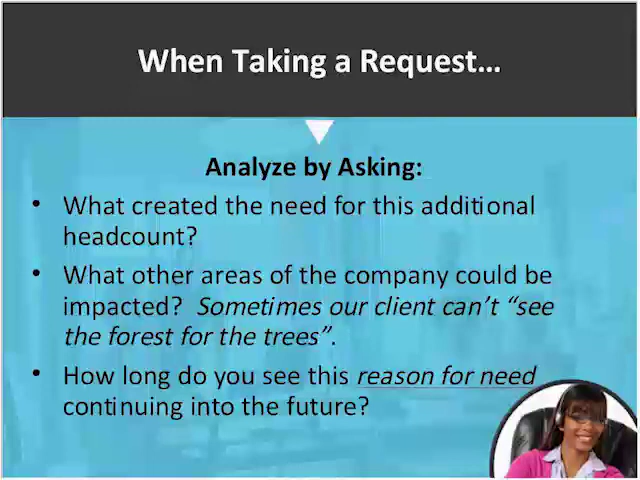 When Taking a Request…
Analyze by Asking:
• What created the need for this additional
headcount?
• What other areas of the company could be
impacted?  Sometimes our client can’t “see
the forest for the trees”.
• How long do you see this reason for need
continuing into the future?